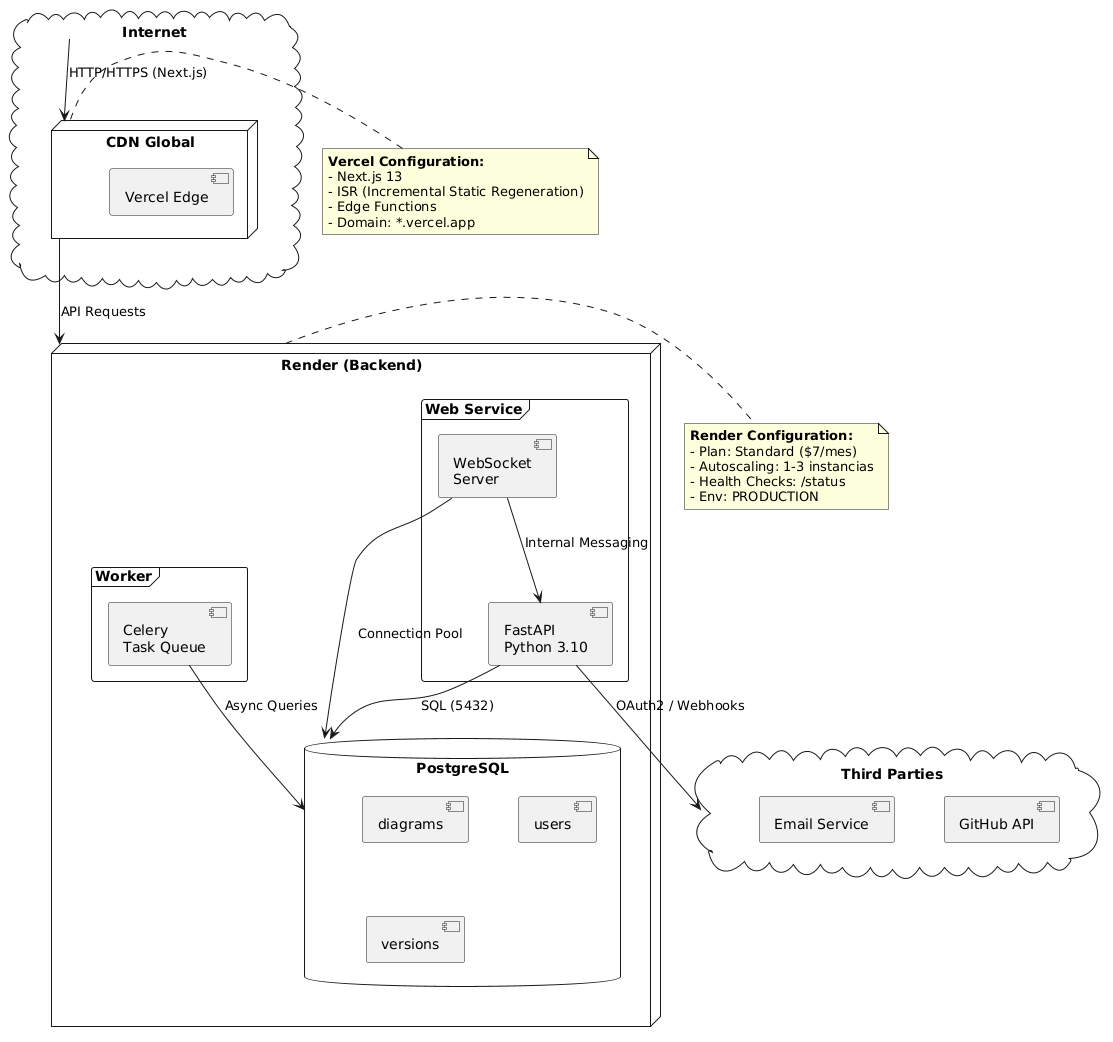 Internet
HTTP/HTTPS (Next.js)
CDN Global
Vercel Edge
Vercel Configuration:
- Next.js 13
- ISR (Incremental Static Regeneration)
- Edge Functions
- Domain: *.vercel.app
API Requests
Render (Backend)
Web Service
WebSocket
Server
Render Configuration:
- Plan: Standard ($7/mes)
- Autoscaling: 1-3 instancias
- Health Checks: /status
- Env: PRODUCTION
Internal Messaging
Worker
Celery
Task Queue
FastAPI
Python 3.10
Connection Pool
Async Queries
SQL (5432)
OAuth2 / Webhooks
PostgreSQL
diagrams
users
versions
Third Parties
Email Service
GitHub API